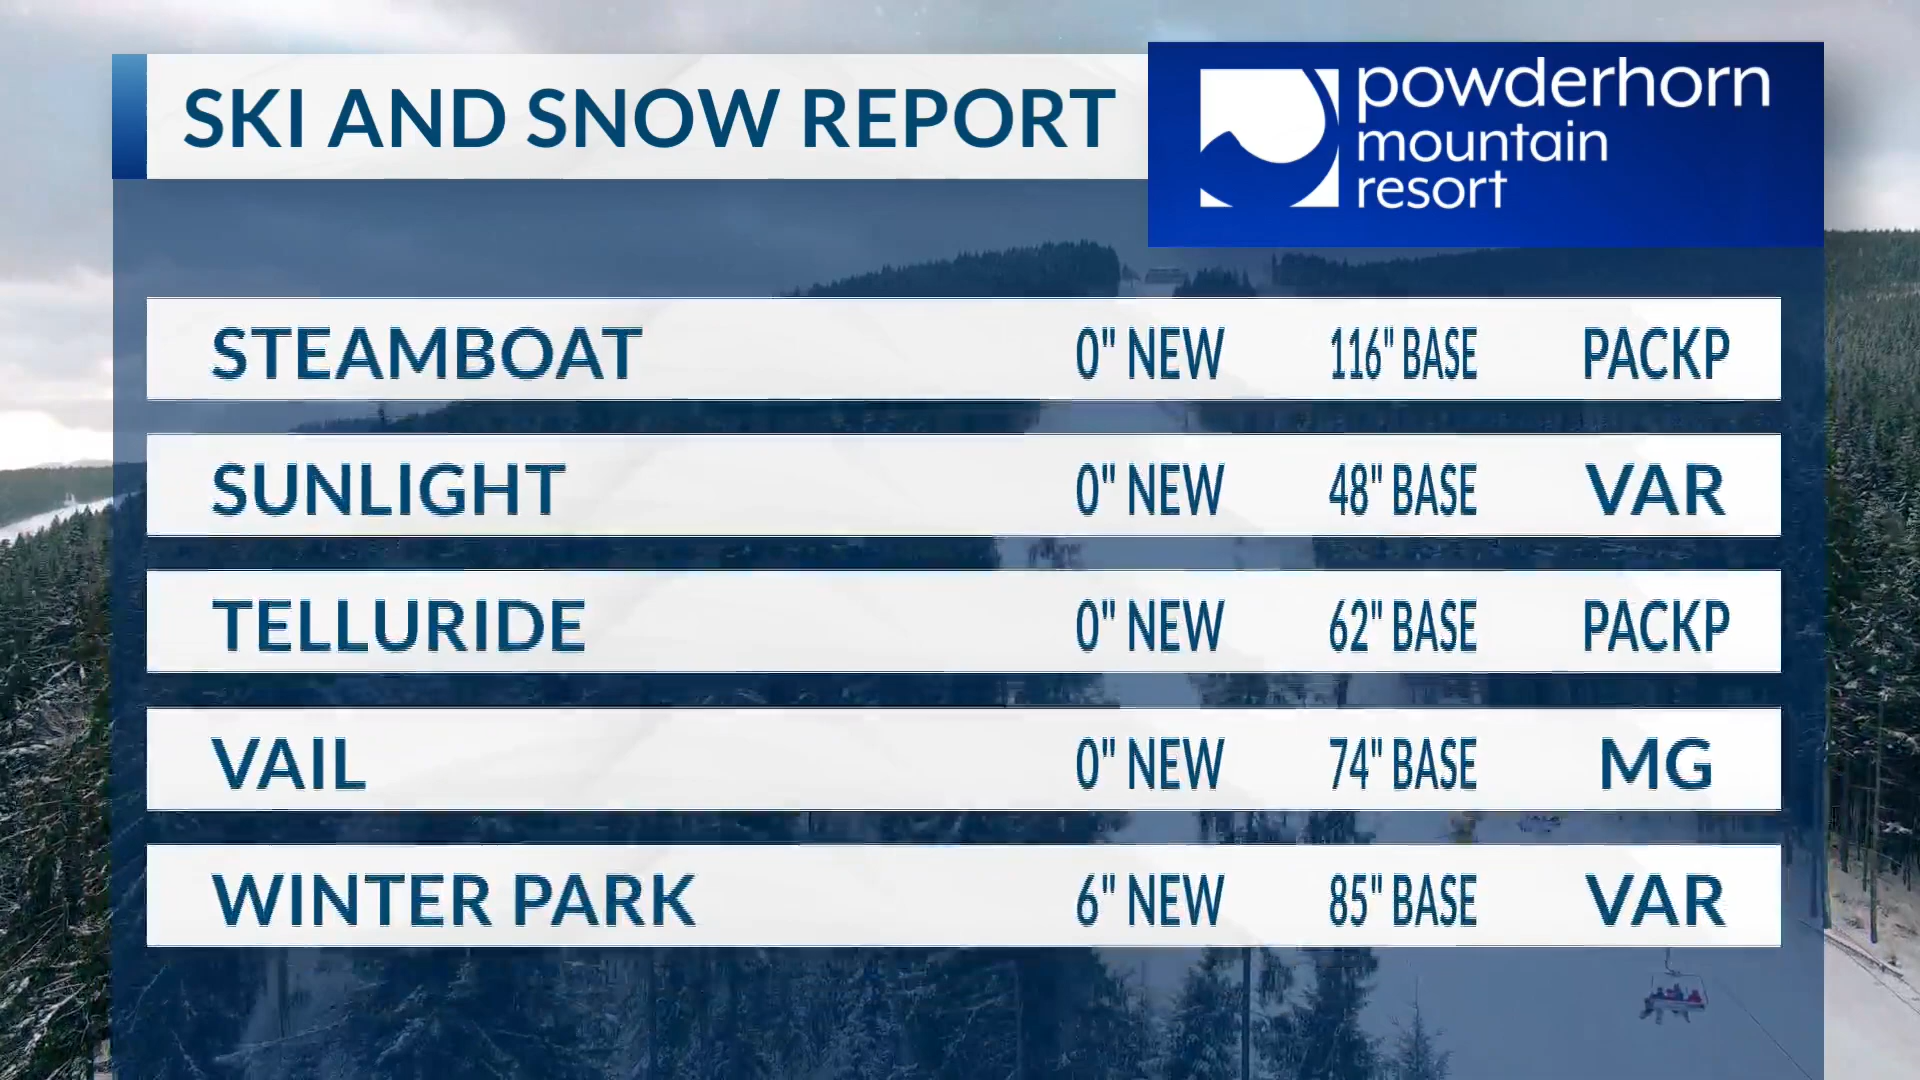 SKI AND SNOW REPORT
powderhorn
mountain
resort
STEAMBOAT 0" NEW 116" BASE PACKP
SUNLIGHT 0" NEW 48" BASE VAR
TELLURIDE 0" NEW 62" BASE PACKP
VAIL 0" NEW 74" BASE MG
WINTER PARK 6" NEW 85" BASE VAR